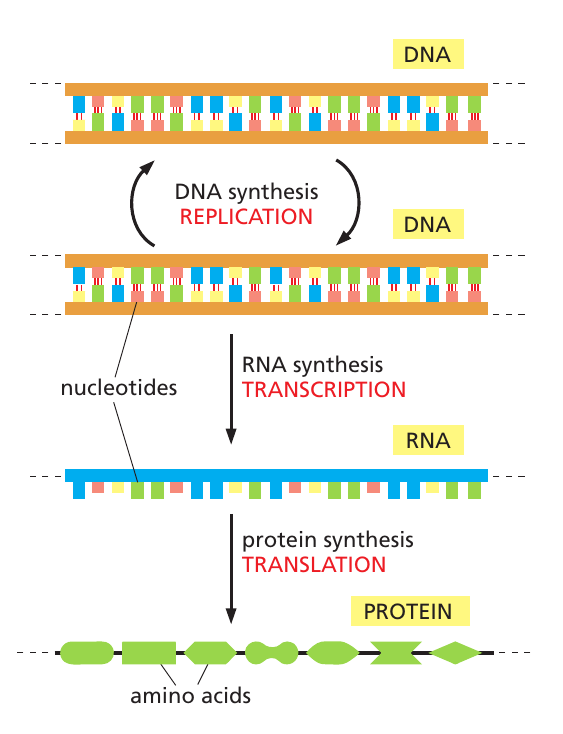 DNA
DNA synthesis
REPLICATION
DNA
RNA synthesis
TRANSCRIPTION
nucleotides
RNA
protein synthesis
TRANSLATION
PROTEIN
amino acids